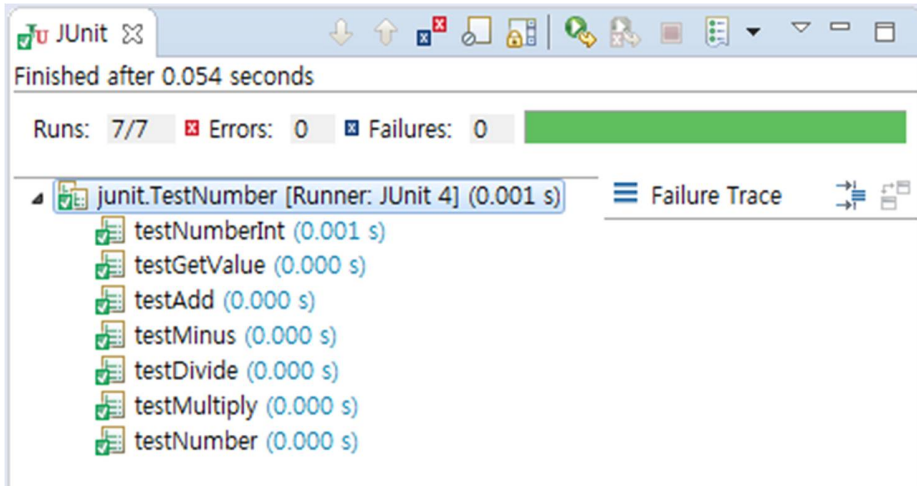 JUnit
Finished after 0.054 seconds
Runs: 7/7 Errors: 0 Failures: 0
junit.TestNumber [Runner: JUnit 4] (0.001 s) Failure Trace
testNumberInt (0.001 s)
testGetValue (0.000 s)
testAdd (0.000 s)
testMinus (0.000 s)
testDivide (0.000 s)
testMultiply (0.000 s)
testNumber (0.000 s)